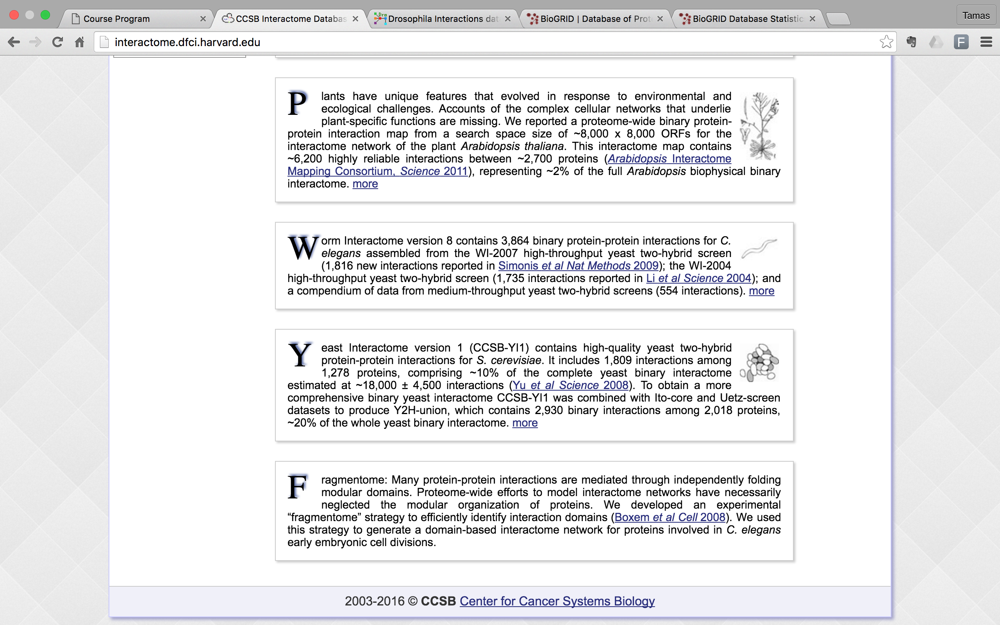 Course Program
CCSB Interactome Databas
Drosophila Interactions dat
BioGRID | Database of Prot
BioGRID Database Statistic
Tamas
interactome.dfci.harvard.edu
F
Plants have unique features that evolved in response to environmental and
ecological challenges. Accounts of the complex cellular networks that underlie
plant-specific functions are missing. We reported a proteome-wide binary protein-
protein interaction map from a search space size of ~8,000 x 8,000 ORFs for the
interactome network of the plant Arabidopsis thaliana. This interactome map contains
~6,200 highly reliable interactions between ~2,700 proteins (Arabidopsis Interactome
Mapping Consortium, Science 2011), representing ~2% of the full Arabidopsis biophysical binary
interactome. more
Worm Interactome version 8 contains 3,864 binary protein-protein interactions for C.
elegans assembled from the WI-2007 high-throughput yeast two-hybrid screen
(1,816 new interactions reported in Simonis et al Nat Methods 2009); the WI-2004
high-throughput yeast two-hybrid screen (1,735 interactions reported in Li et al Science 2004); and
a compendium of data from medium-throughput yeast two-hybrid screens (554 interactions). more
Yeast Interactome version 1 (CCSB-YI1) contains high-quality yeast two-hybrid
protein-protein interactions for S. cerevisiae. It includes 1,809 interactions among
1,278 proteins, comprising ~10% of the complete yeast binary interactome
estimated at ~18,000 ± 4,500 interactions (Yu et al Science 2008). To obtain a more
comprehensive binary yeast interactome CCSB-YI1 was combined with Ito-core and Uetz-screen
datasets to produce Y2H-union, which contains 2,930 binary interactions among 2,018 proteins,
~20% of the whole yeast binary interactome. more
Fragmentome: Many protein-protein interactions are mediated through independently folding
modular domains. Proteome-wide efforts to model interactome networks have necessarily
neglected the modular organization of proteins. We developed an experimental
“fragmentome” strategy to efficiently identify interaction domains (Boxem et al Cell 2008). We used
this strategy to generate a domain-based interactome network for proteins involved in C. elegans
early embryonic cell divisions.
2003-2016 © CCSB Center for Cancer Systems Biology